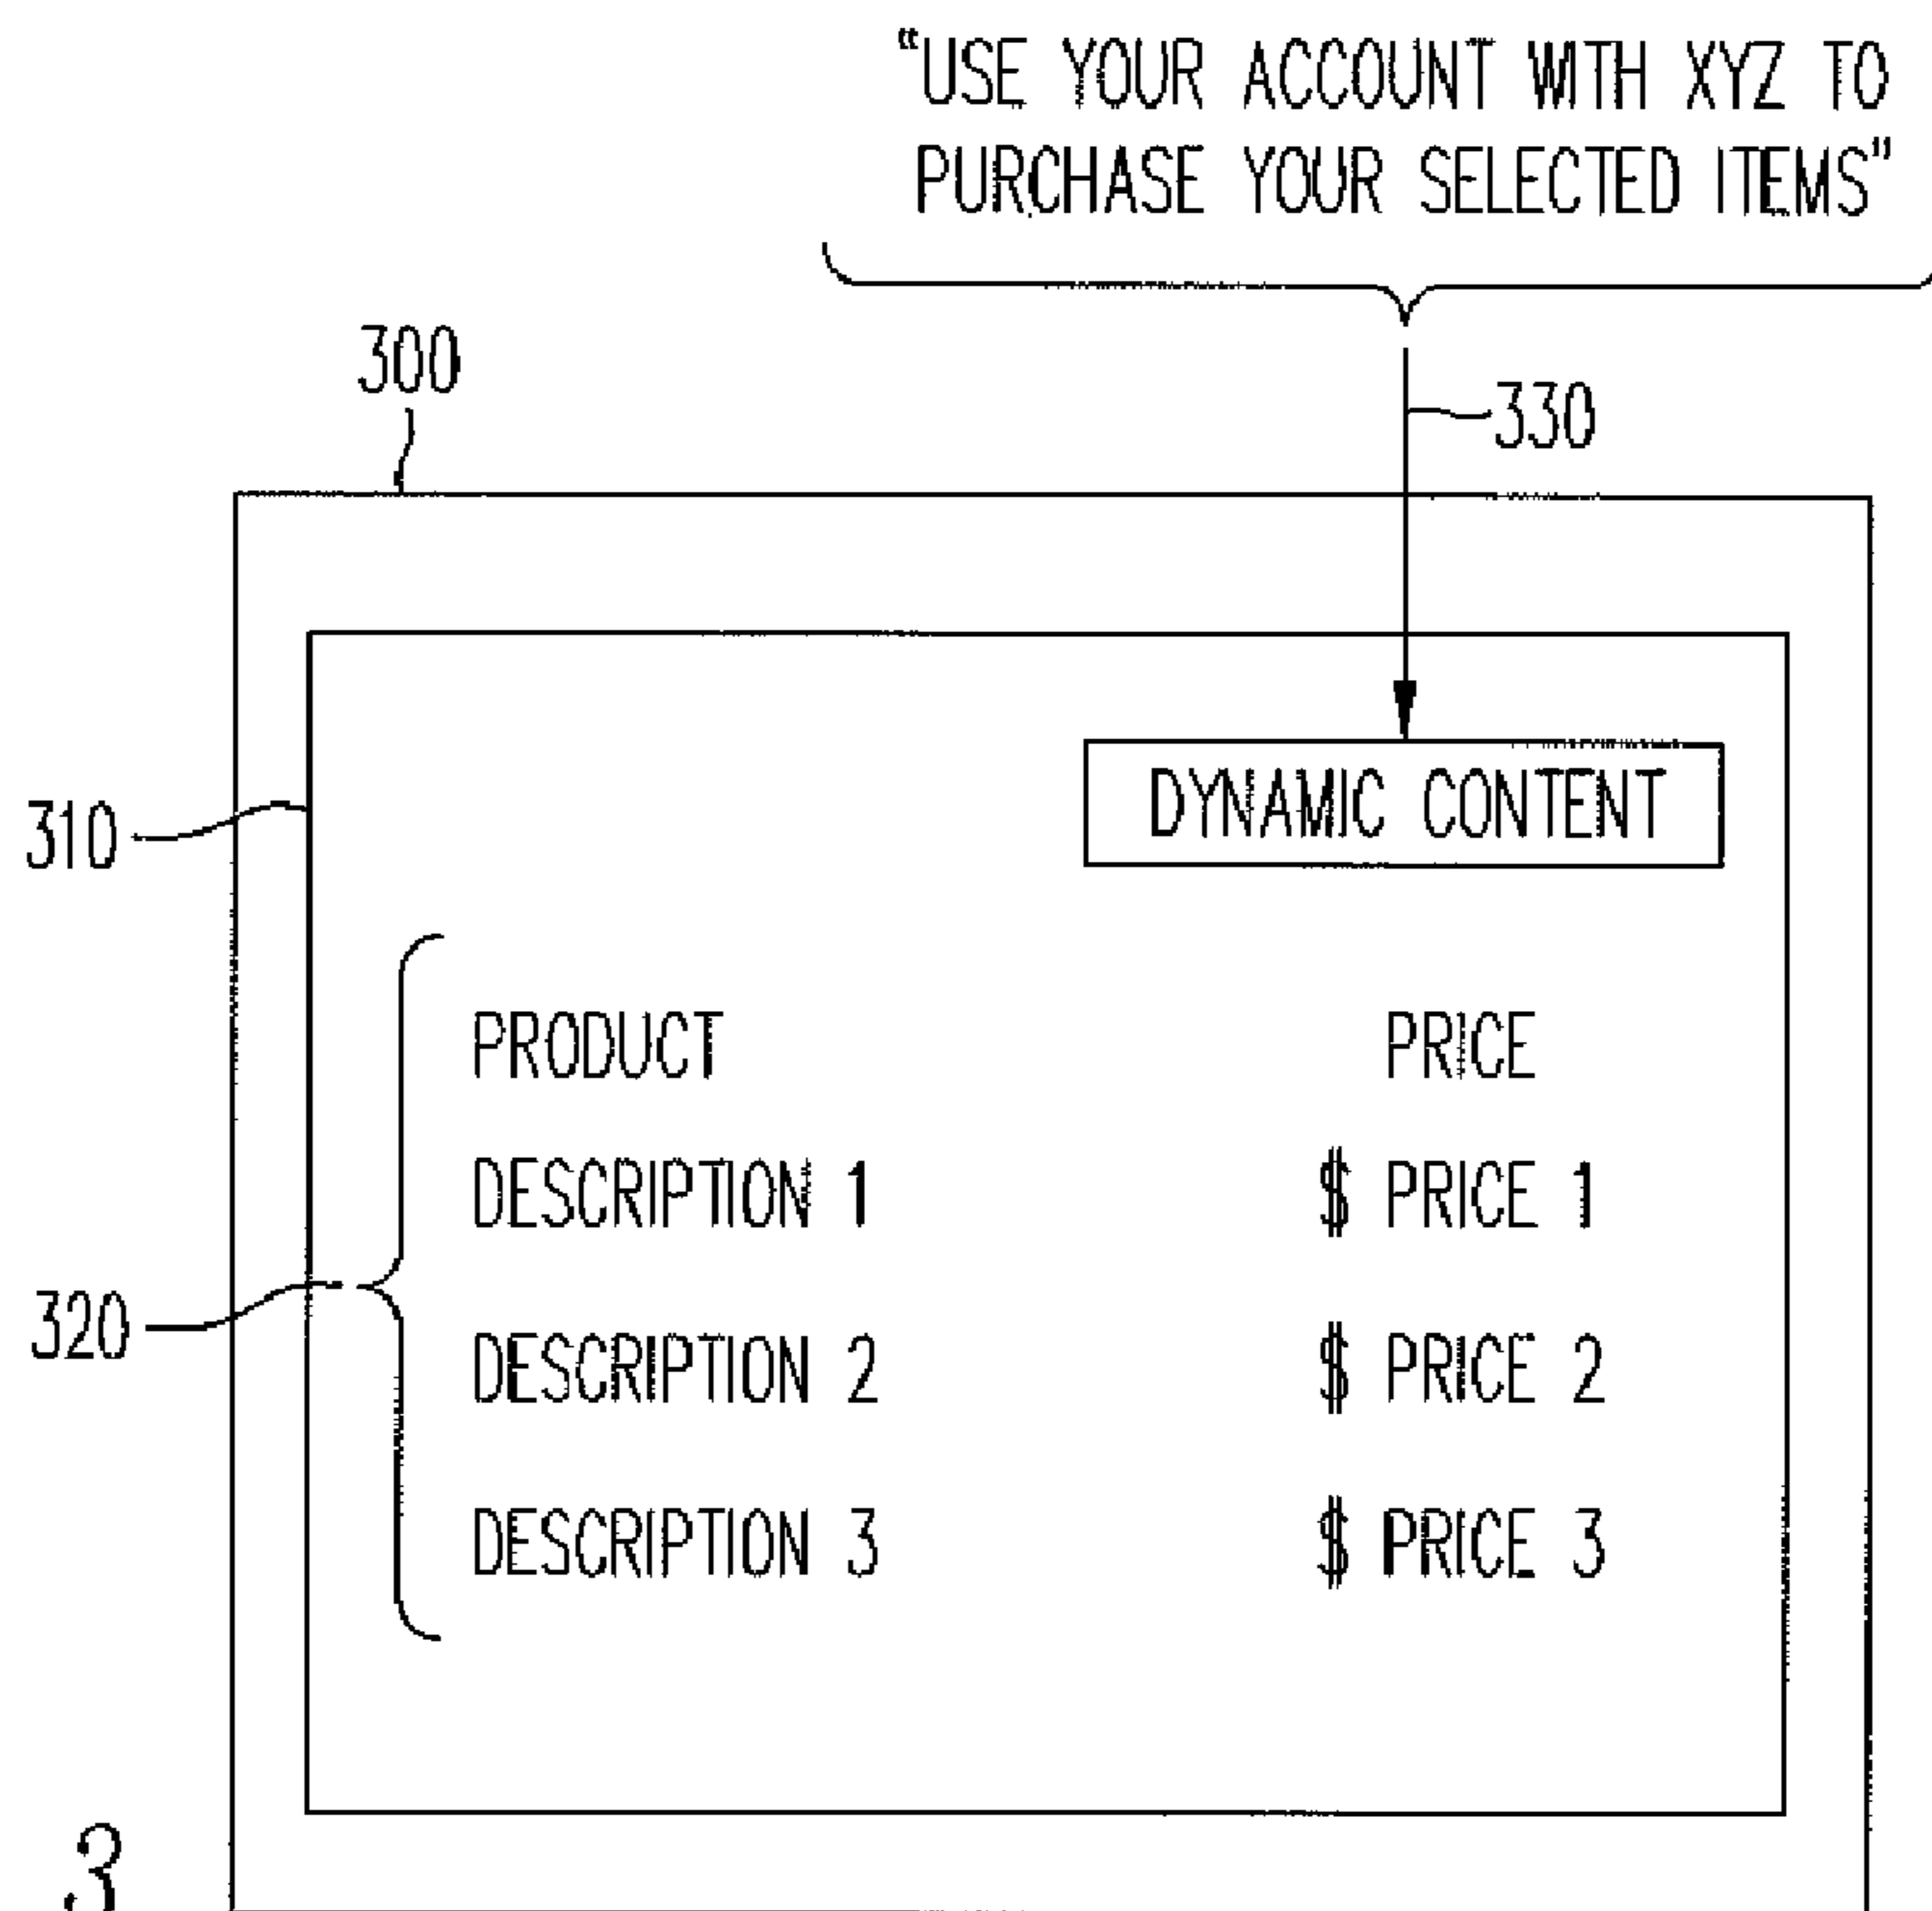 “USE YOUR ACCOUNT WITH XYZ TO
PURCHASE YOUR SELECTED ITEMS”
300
330
DYNAMIC CONTENT
310
PRODUCT PRICE
DESCRIPTION 1 $ PRICE 1
320
DESCRIPTION 2 $ PRICE 2
DESCRIPTION 3 $ PRICE 3
3